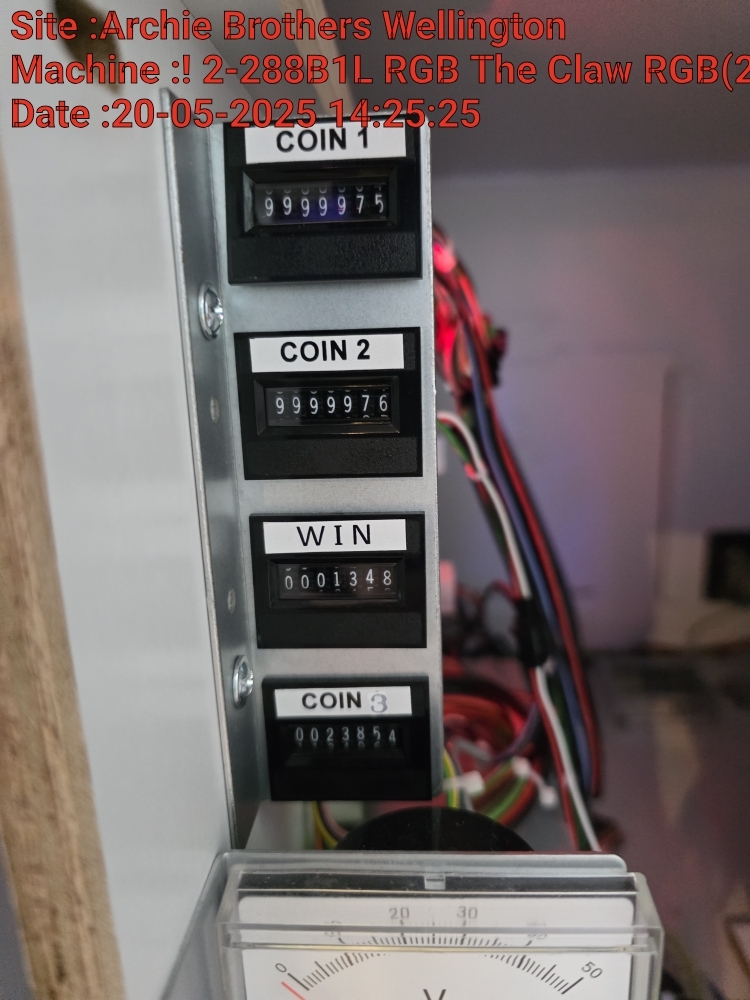 Site :Archie Brothers Wellington
Machine :! 2-288B1L RGB The Claw RGB(2
Date :20-05-2025 14:25:25
COIN 1
9999975
COIN 2
9999976
WIN
0001348
COIN 3
0023854
20 30
0 50
V